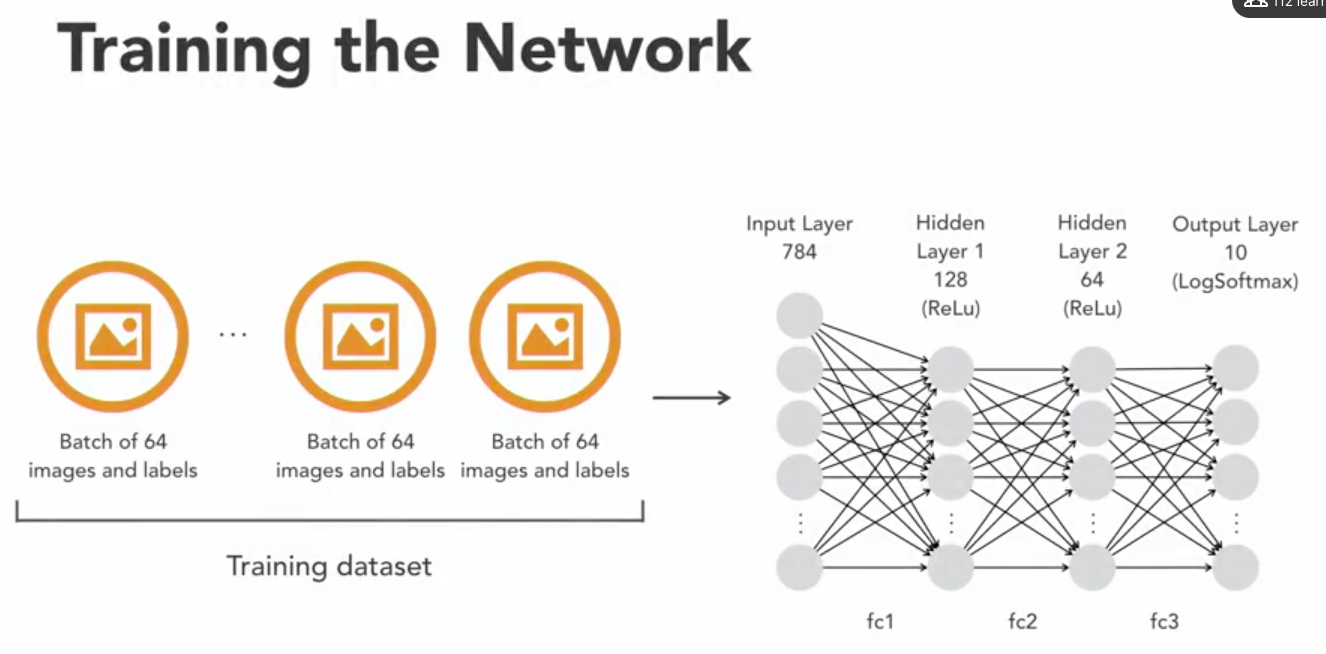 112 lear
Training the Network
Input Layer
784
Hidden
Layer 1
128
(ReLu)
Hidden
Layer 2
64
(ReLu)
Output Layer
10
(LogSoftmax)
...
Batch of 64
images and labels
Batch of 64
images and labels
Batch of 64
images and labels
Training dataset
fc1
fc2
fc3